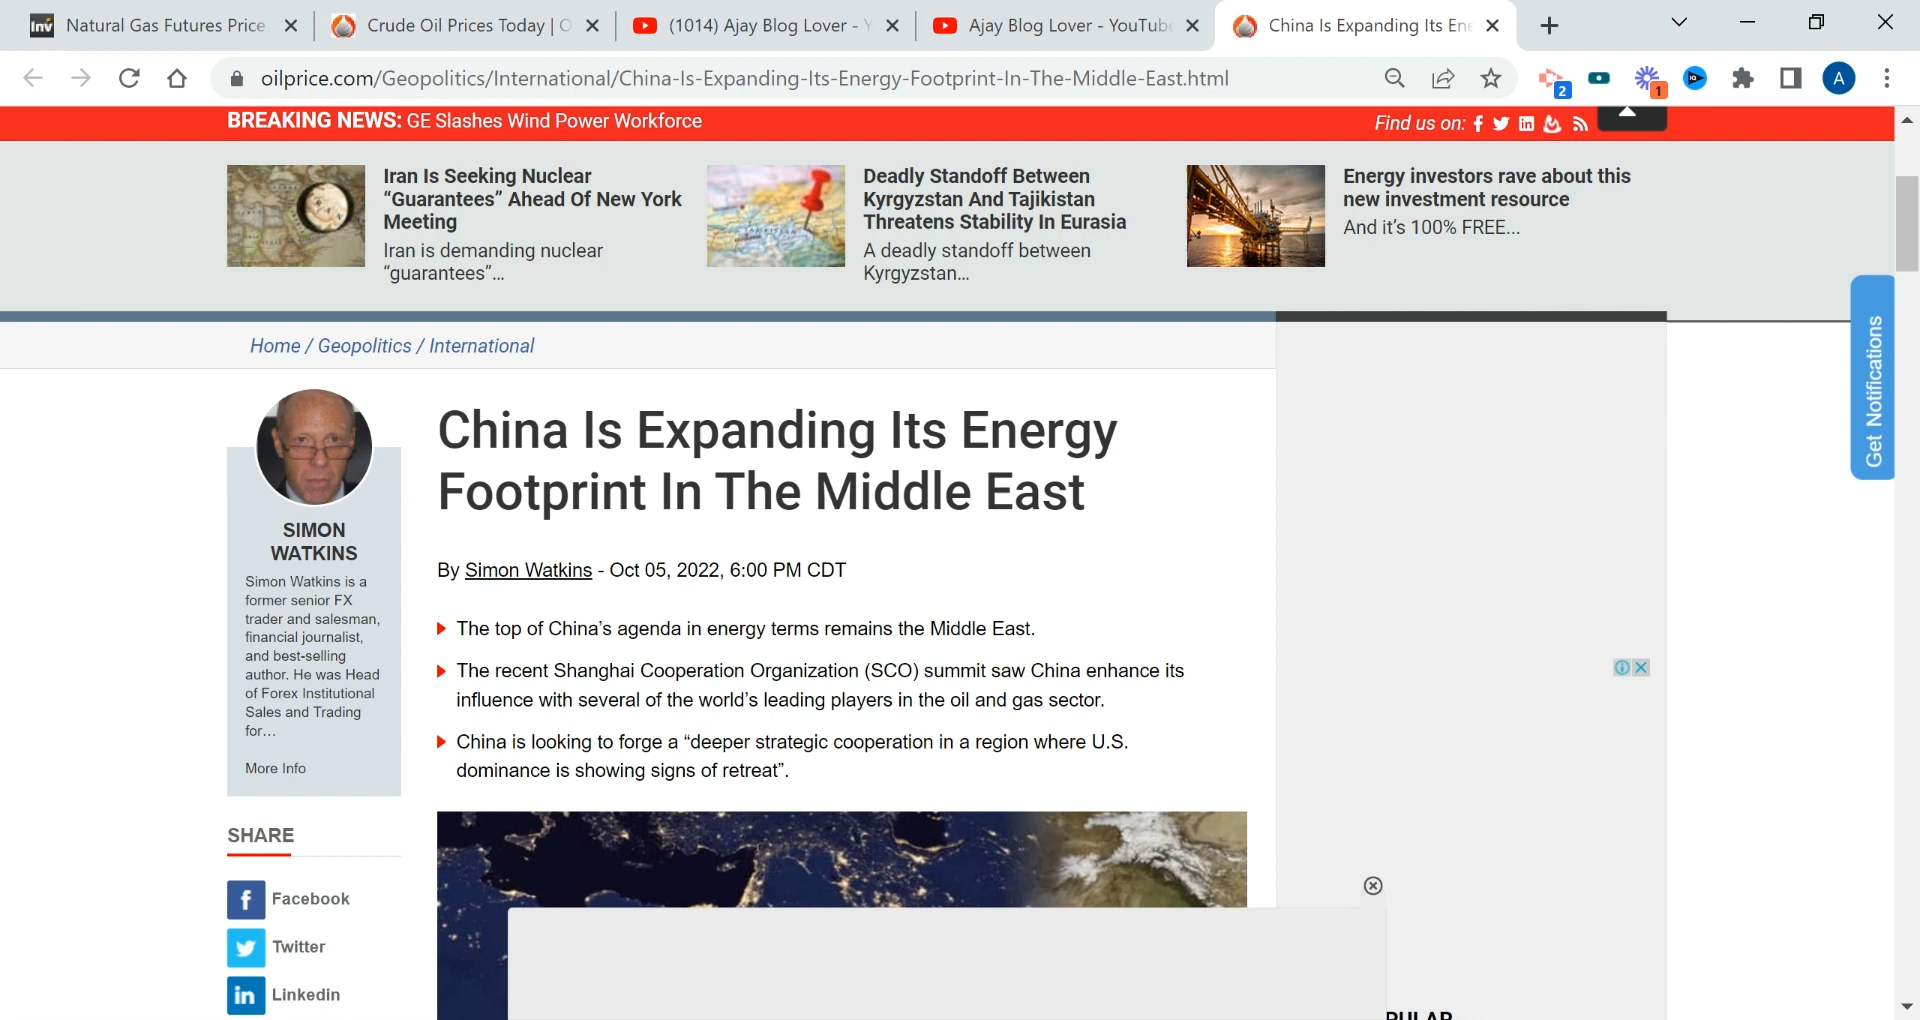 Inv Natural Gas Futures Price
Crude Oil Prices Today | O
(1014) Ajay Blog Lover - Y
Ajay Blog Lover - YouTube
China Is Expanding Its Ene
oilprice.com/Geopolitics/International/China-Is-Expanding-Its-Energy-Footprint-In-The-Middle-East.html
2
1
A
BREAKING NEWS: GE Slashes Wind Power Workforce
Find us on:
Iran Is Seeking Nuclear
“Guarantees” Ahead Of New York
Meeting
Iran is demanding nuclear
“guarantees”...
Deadly Standoff Between
Kyrgyzstan And Tajikistan
Threatens Stability In Eurasia
A deadly standoff between
Kyrgyzstan...
Energy investors rave about this
new investment resource
And it’s 100% FREE...
Get Notifications
Home / Geopolitics / International
SIMON
WATKINS
Simon Watkins is a
former senior FX
trader and salesman,
financial journalist,
and best-selling
author. He was Head
of Forex Institutional
Sales and Trading
for...
More Info
China Is Expanding Its Energy
Footprint In The Middle East
By Simon Watkins - Oct 05, 2022, 6:00 PM CDT
The top of China’s agenda in energy terms remains the Middle East.
The recent Shanghai Cooperation Organization (SCO) summit saw China enhance its
influence with several of the world’s leading players in the oil and gas sector.
China is looking to forge a “deeper strategic cooperation in a region where U.S.
dominance is showing signs of retreat”.
SHARE
f Facebook
Twitter
in Linkedin
PULAR